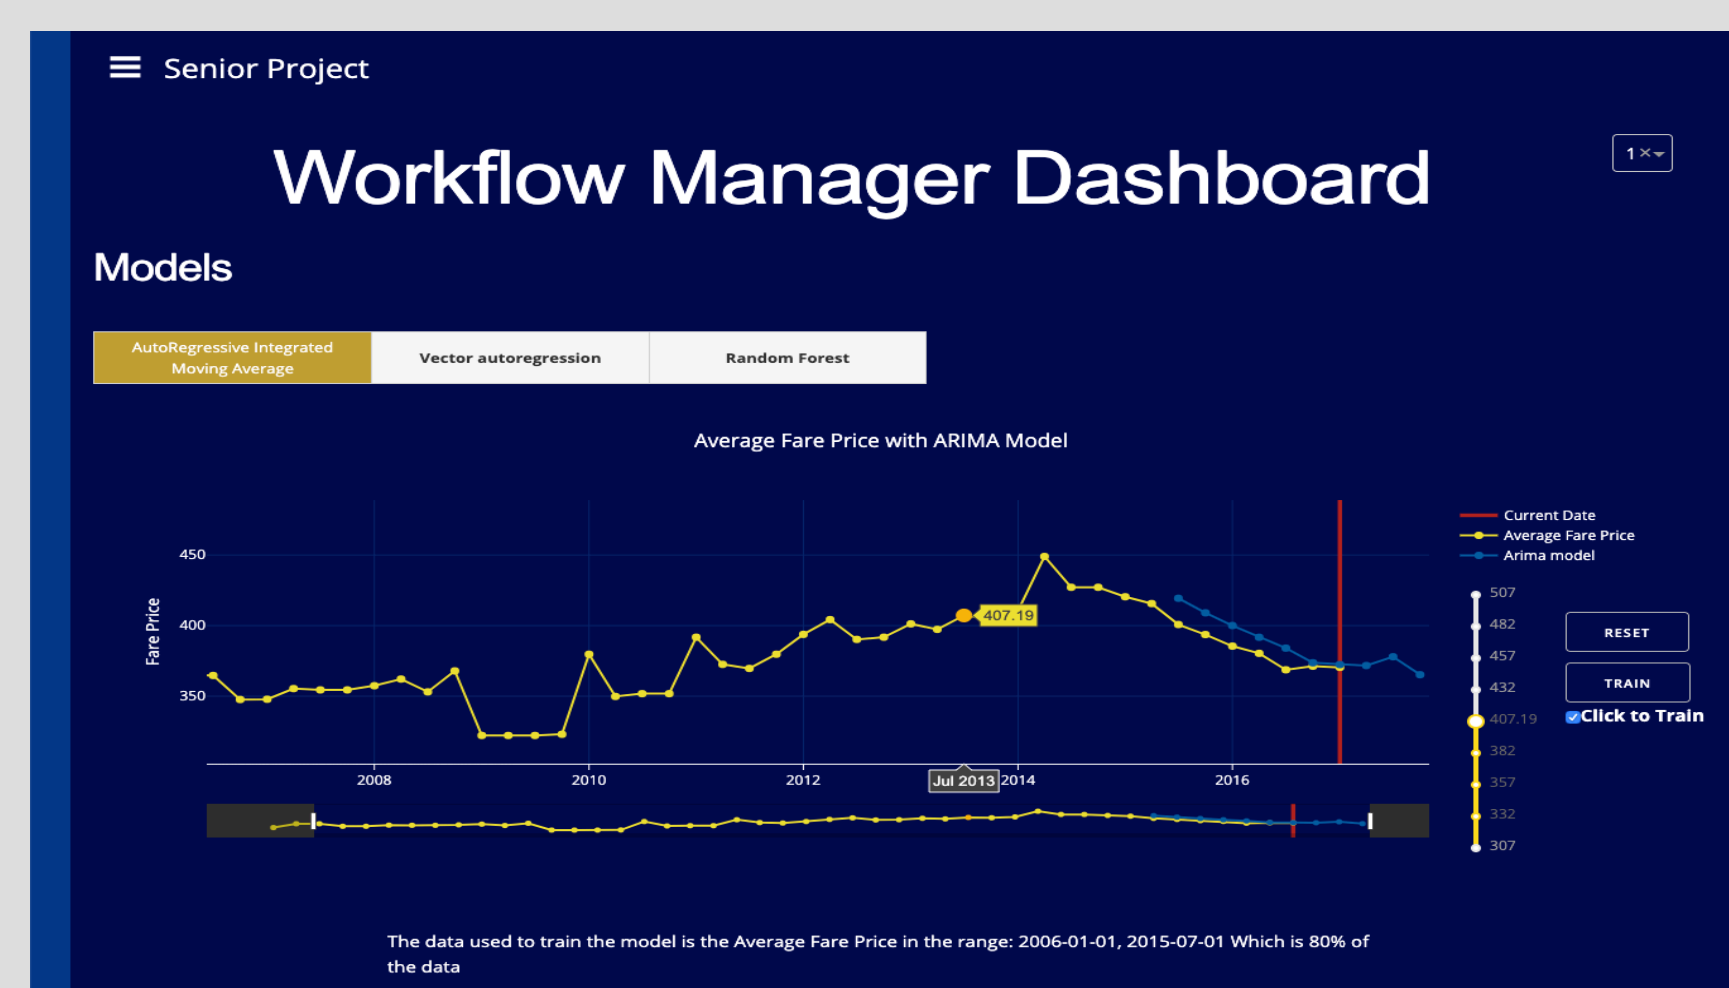 Senior Project
Workflow Manager Dashboard
1 ×
Models
AutoRegressive Integrated
Moving Average
Vector autoregression
Random Forest
Average Fare Price with ARIMA Model
Current Date
Average Fare Price
Arima model
Fare Price
450
400
350
407.19
2008
2010
2012
Jul 2013
2014
2016
507
482
457
432
407.19
382
357
332
307
RESET
TRAIN
Click to Train
The data used to train the model is the Average Fare Price in the range: 2006-01-01, 2015-07-01 Which is 80% of
the data